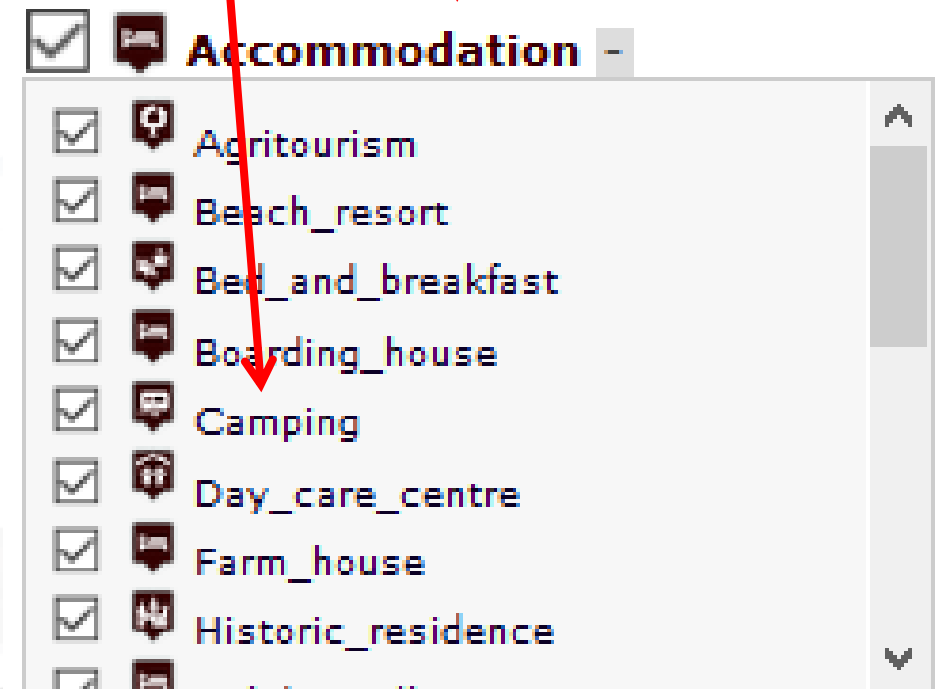 Accommodation -
Agritourism
Beach_resort
Bed_and_breakfast
Boarding_house
Camping
Day_care_centre
Farm_house
Historic_residence